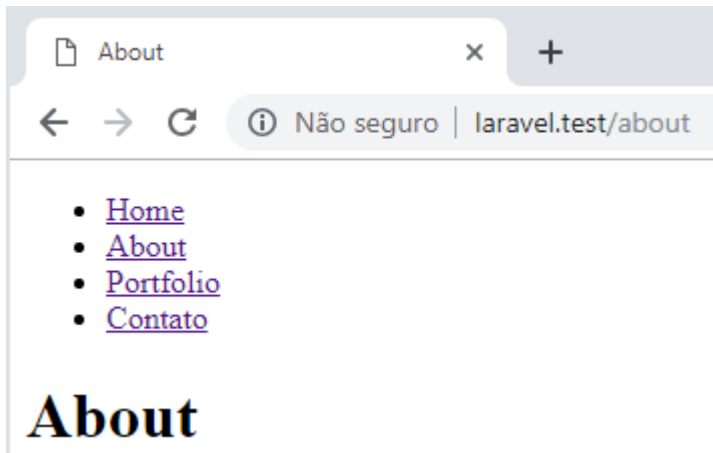 About
Não seguro | laravel.test/about
Home
About
Portfolio
Contato
About